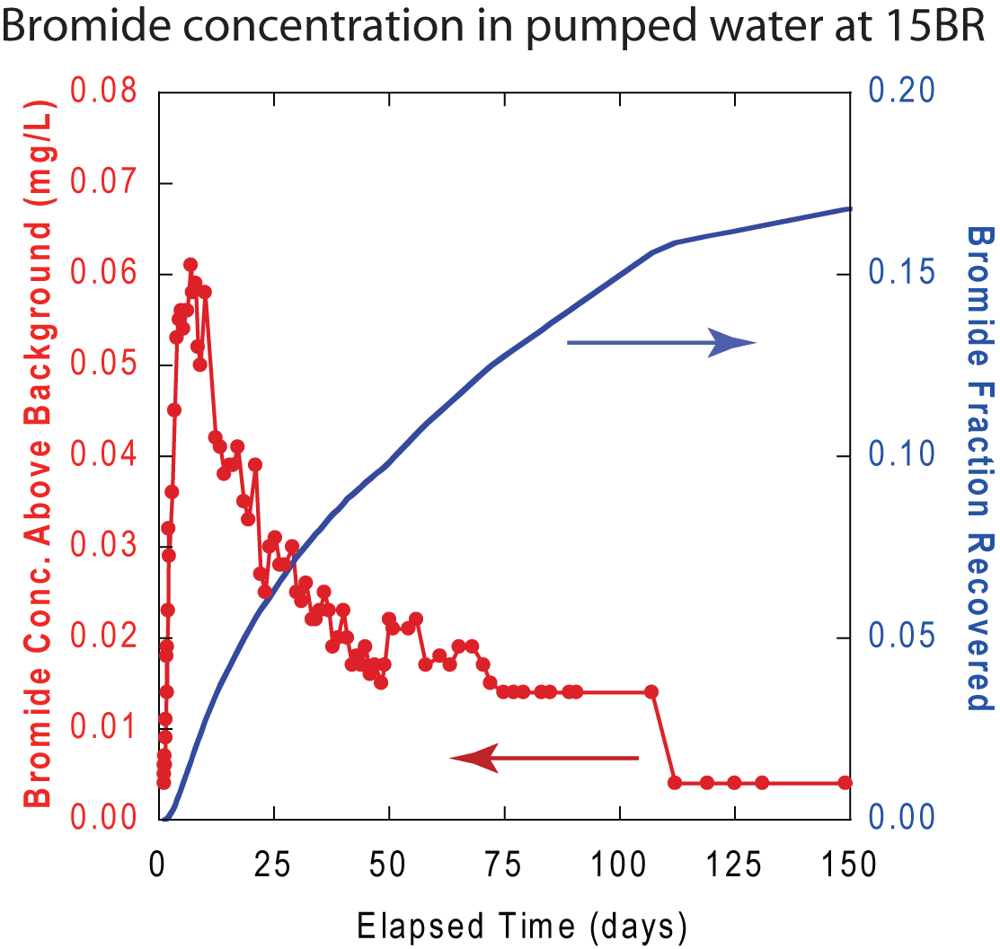 Bromide concentration in pumped water at 15BR
Bromide Conc. Above Background (mg/L)
0.08
0.07
0.06
0.05
0.04
0.03
0.02
0.01
0.00
0.20
0.15
0.10
0.05
0.00
Bromide Fraction Recovered
0 25 50 75 100 125 150
Elapsed Time (days)